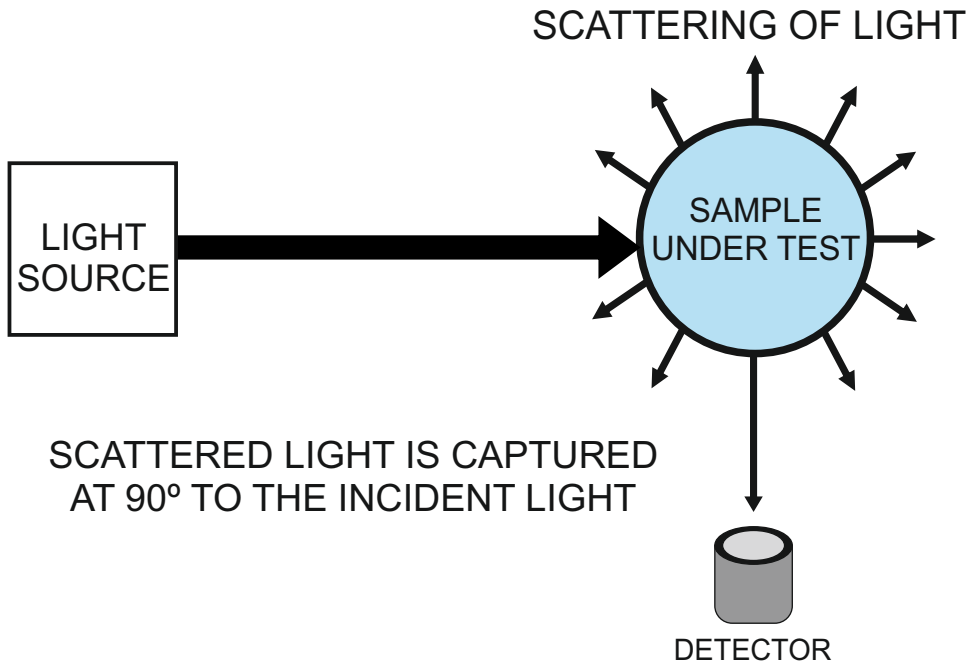 SCATTERING OF LIGHT
LIGHT
SOURCE
SAMPLE
UNDER TEST
SCATTERED LIGHT IS CAPTURED
AT 90º TO THE INCIDENT LIGHT
DETECTOR